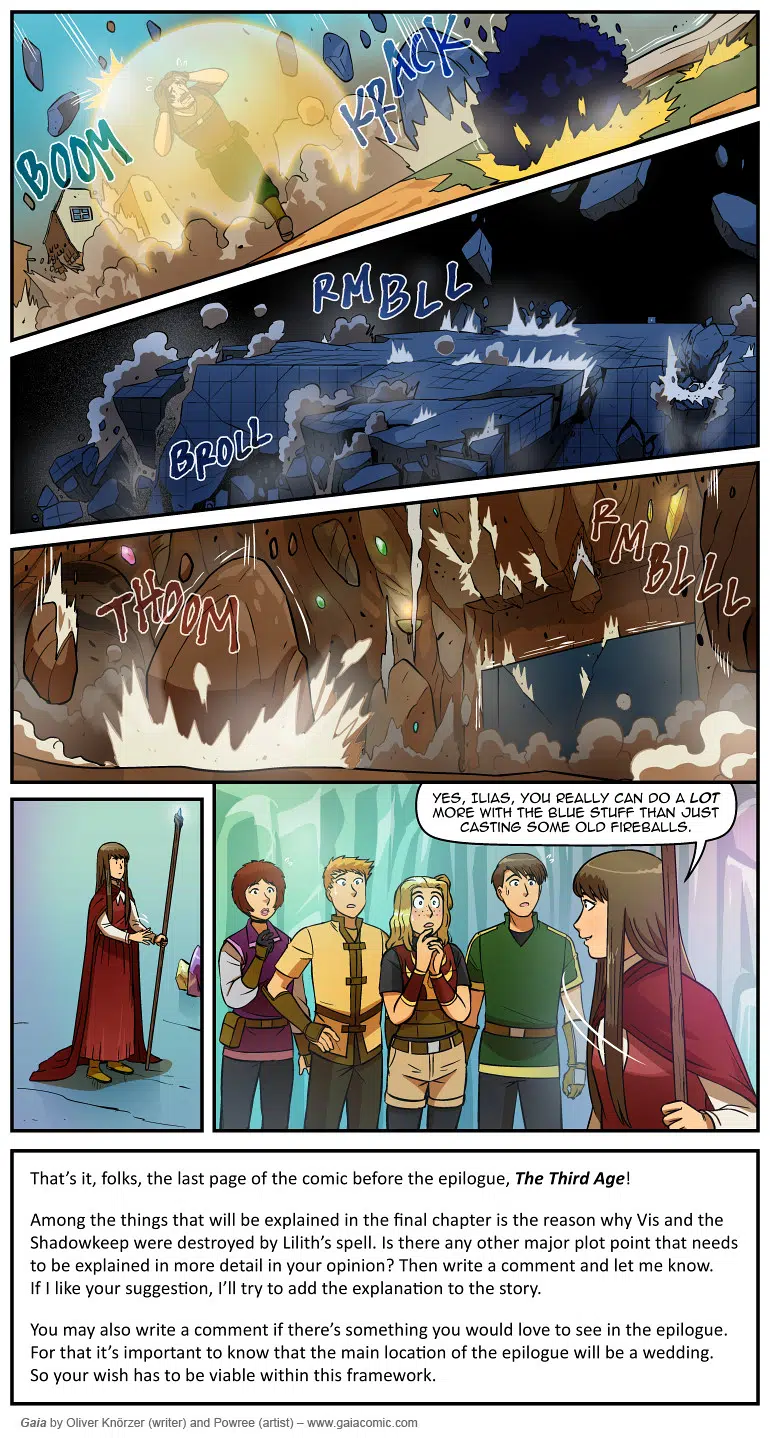 BOOM
KRACK
RMBLL
BROLL
THOOM
RMBLLL
YES, ILIAS, YOU REALLY CAN DO A LOT
MORE WITH THE BLUE STUFF THAN JUST
CASTING SOME OLD FIREBALLS.
That's it, folks, the last page of the comic before the epilogue, The Third Age!
Among the things that will be explained in the final chapter is the reason why Vis and the
Shadowkeep were destroyed by Lilith's spell. Is there any other major plot point that needs
to be explained in more detail in your opinion? Then write a comment and let me know.
If I like your suggestion, I'll try to add the explanation to the story.
You may also write a comment if there's something you would love to see in the epilogue.
For that it's important to know that the main location of the epilogue will be a wedding.
So your wish has to be viable within this framework.
Gaia by Oliver Knörzer (writer) and Powree (artist) – www.gaiacomic.com